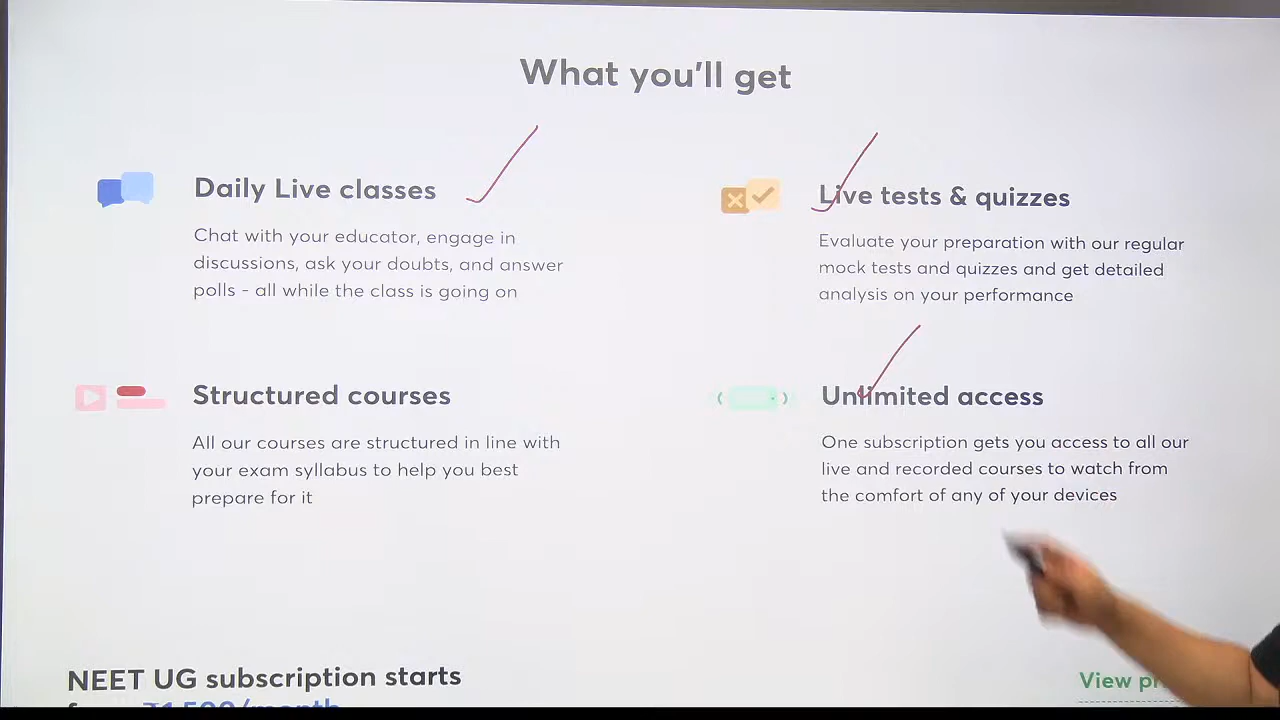 What you'll get
Daily Live classes
Chat with your educator, engage in
discussions, ask your doubts, and answer
polls - all while the class is going on
Live tests & quizzes
Evaluate your preparation with our regular
mock tests and quizzes and get detailed
analysis on your performance
Structured courses
All our courses are structured in line with
your exam syllabus to help you best
prepare for it
Unlimited access
One subscription gets you access to all our
live and recorded courses to watch from
the comfort of any of your devices
NEET UG subscription starts
₹1,500/month
View